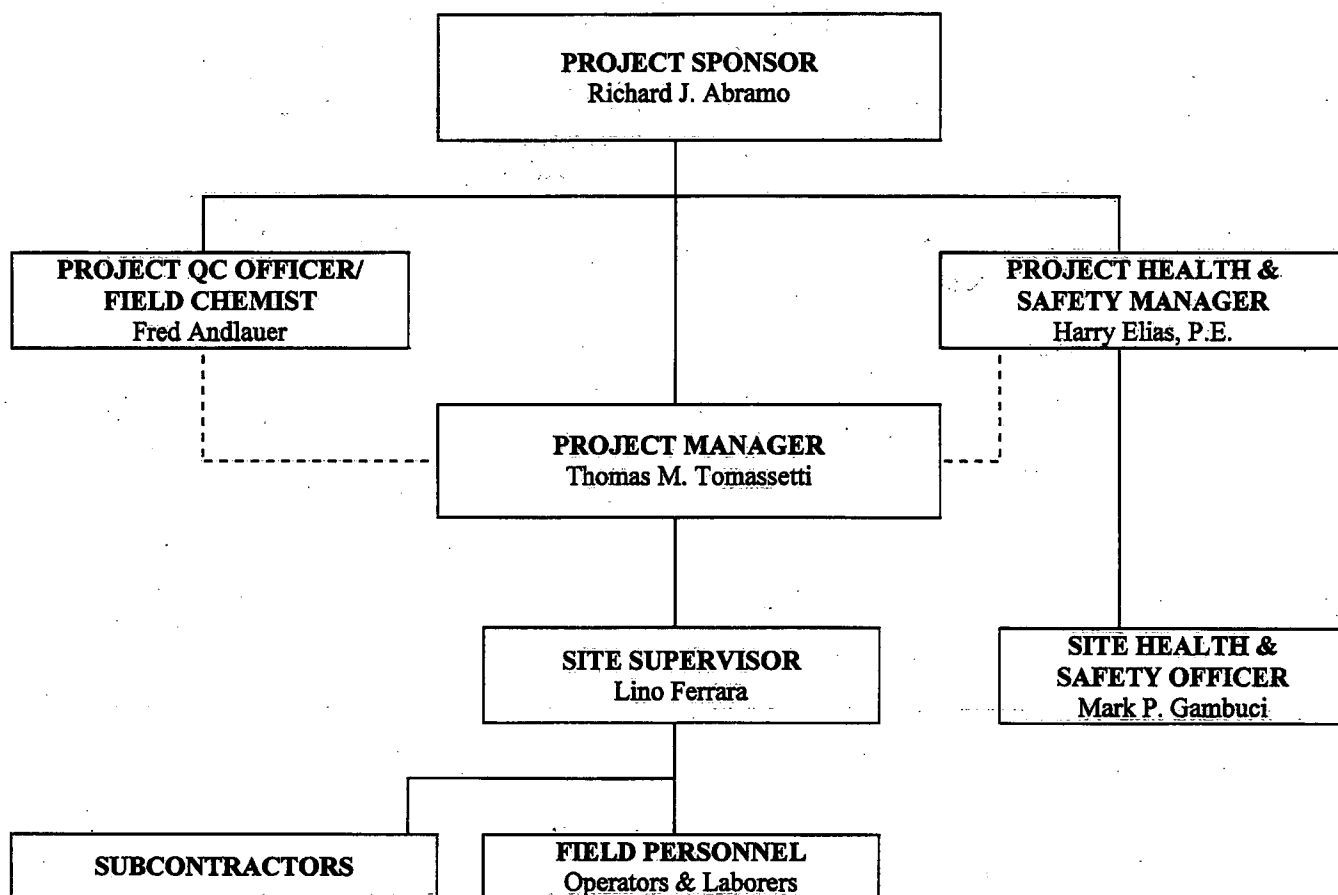 PROJECT SPONSOR
Richard J. Abramo
PROJECT QC OFFICER/
FIELD CHEMIST
Fred Andlauer
PROJECT HEALTH &
SAFETY MANAGER
Harry Elias, P.E.
PROJECT MANAGER
Thomas M. Tomassetti
SITE SUPERVISOR
Lino Ferrara
SITE HEALTH &
SAFETY OFFICER
Mark P. Gambuci
SUBCONTRACTORS
FIELD PERSONNEL
Operators & Laborers